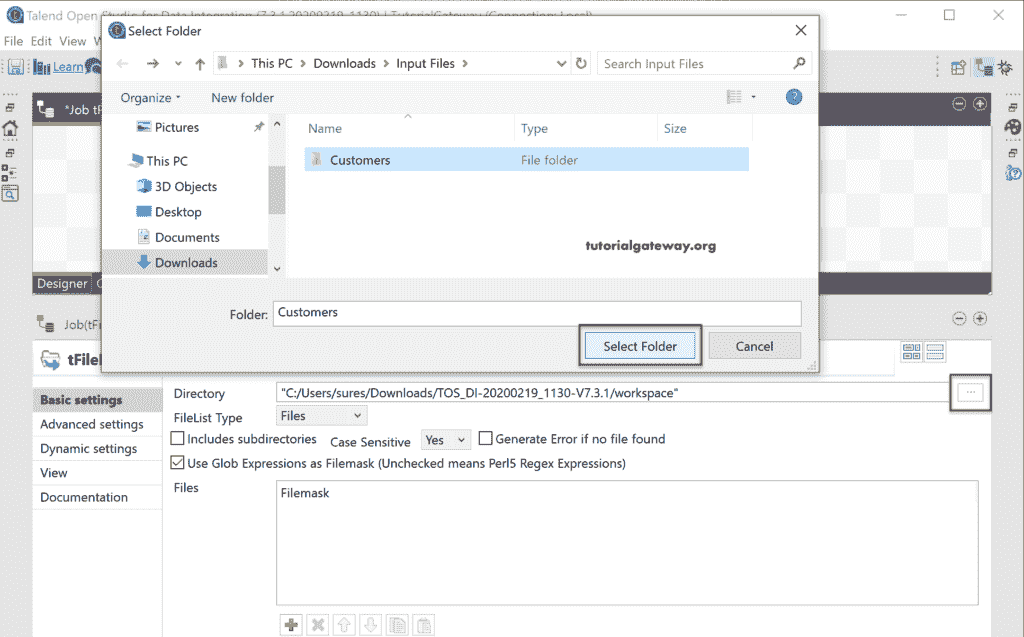 Talend Open Studio for Data Integration (7.3.1.20200219_1130) | TutorialGateway (Connection: Local)
File Edit View
Learn
*Job
Select Folder
This PC > Downloads > Input Files >
Search Input Files
Organize
New folder
Pictures
This PC
3D Objects
Desktop
Documents
Downloads
Name Type Size
Customers File folder
tutorialgateway.org
Folder: Customers
Select Folder
Cancel
Designer
tFile
Basic settings
Advanced settings
Dynamic settings
View
Documentation
Directory "C:/Users/sures/Downloads/TOS_DI-20200219_1130-V7.3.1/workspace" ...
FileList Type Files
Includes subdirectories Case Sensitive Yes Generate Error if no file found
Use Glob Expressions as Filemask (Unchecked means Perl5 Regex Expressions)
Files
Filemask